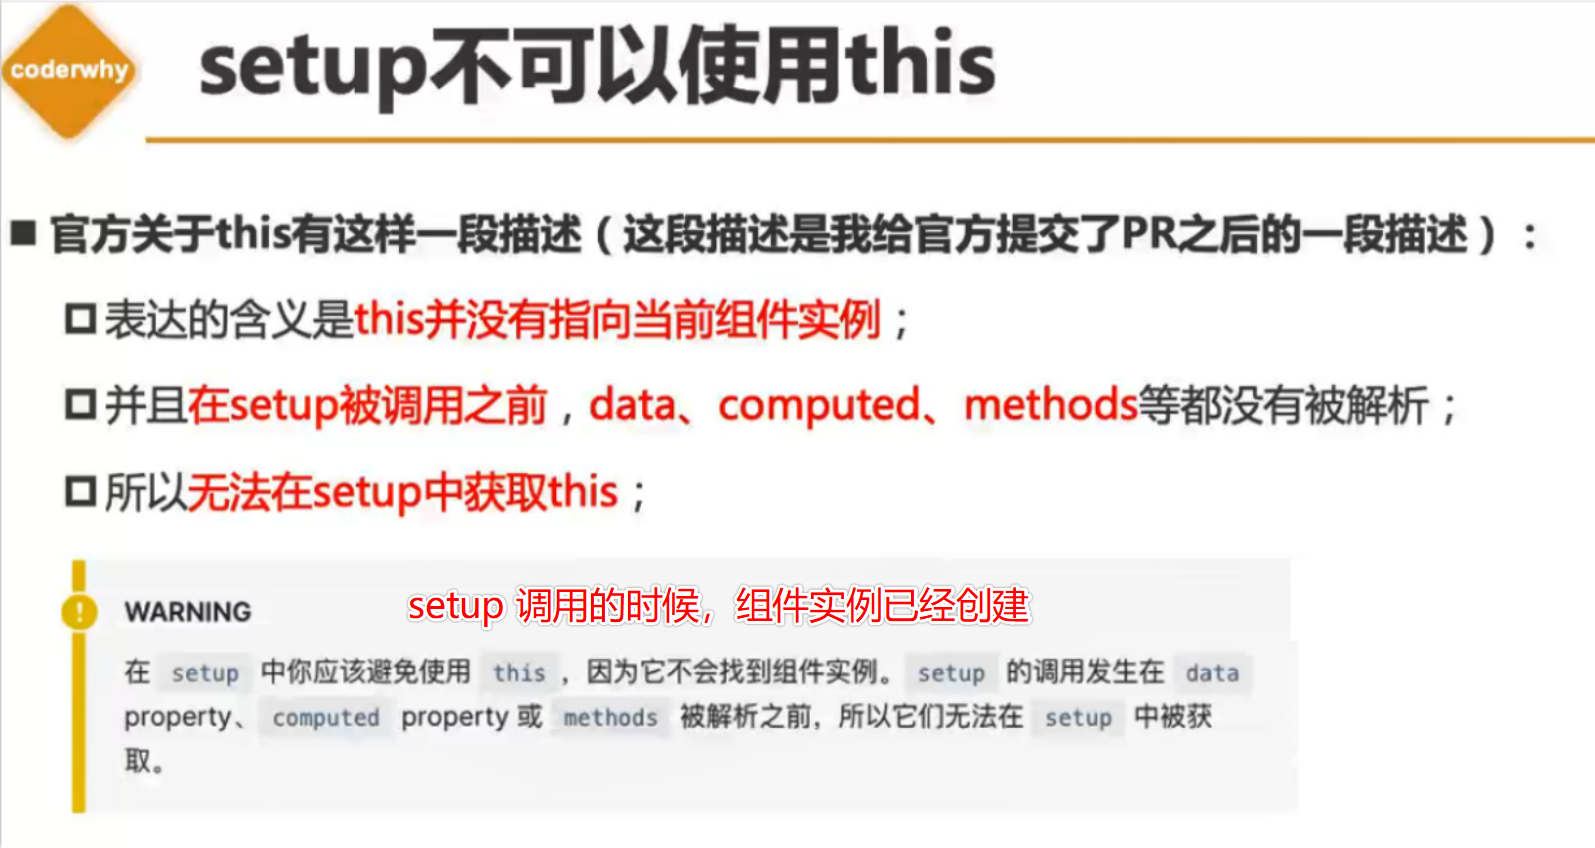 coderwhy
setup不可以使用this
官方关于this有这样一段描述（这段描述是我给官方提交了PR之后的一段描述）：
表达的含义是this并没有指向当前组件实例；
并且在setup被调用之前，data、computed、methods等都没有被解析；
所以无法在setup中获取this；
WARNING
setup 调用的时候，组件实例已经创建
在 setup 中你应该避免使用 this ，因为它不会找到组件实例。setup 的调用发生在 data
property、computed property 或 methods 被解析之前，所以它们无法在 setup 中被获
取。